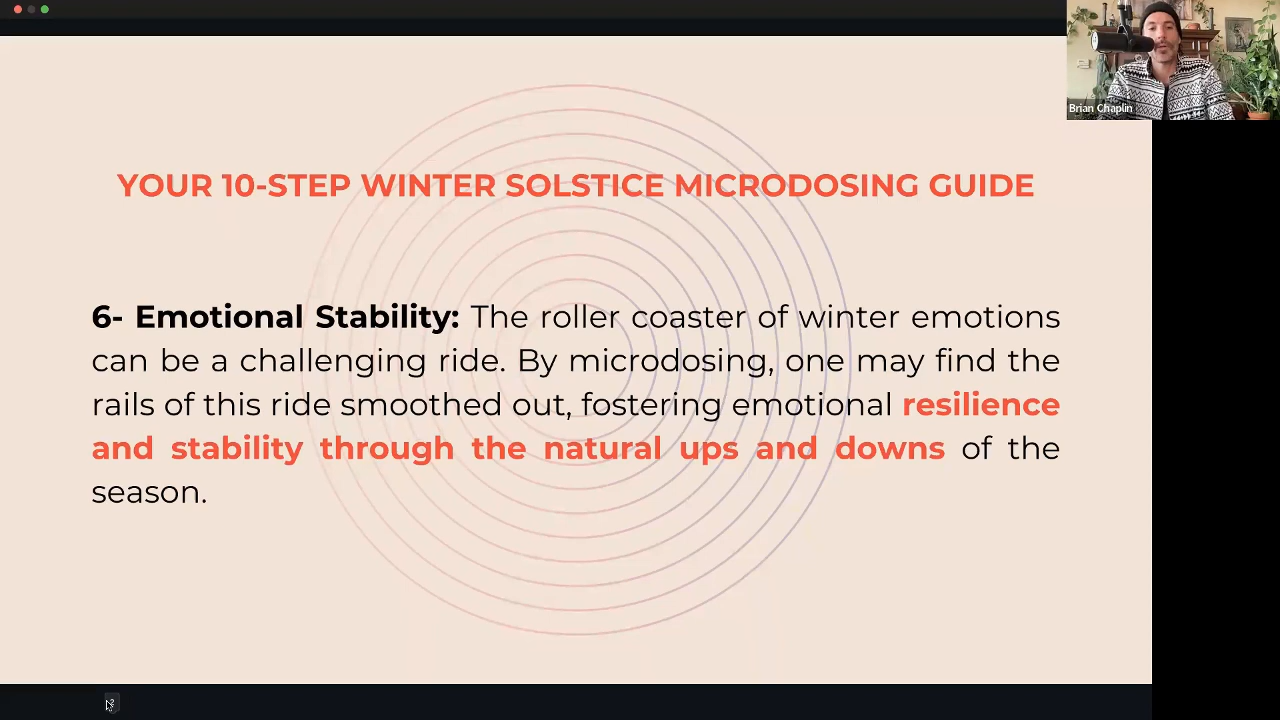 Brian Chaplin
YOUR 10-STEP WINTER SOLSTICE MICRODOSING GUIDE
6- Emotional Stability: The roller coaster of winter emotions
can be a challenging ride. By microdosing, one may find the
rails of this ride smoothed out, fostering emotional resilience
and stability through the natural ups and downs of the
season.